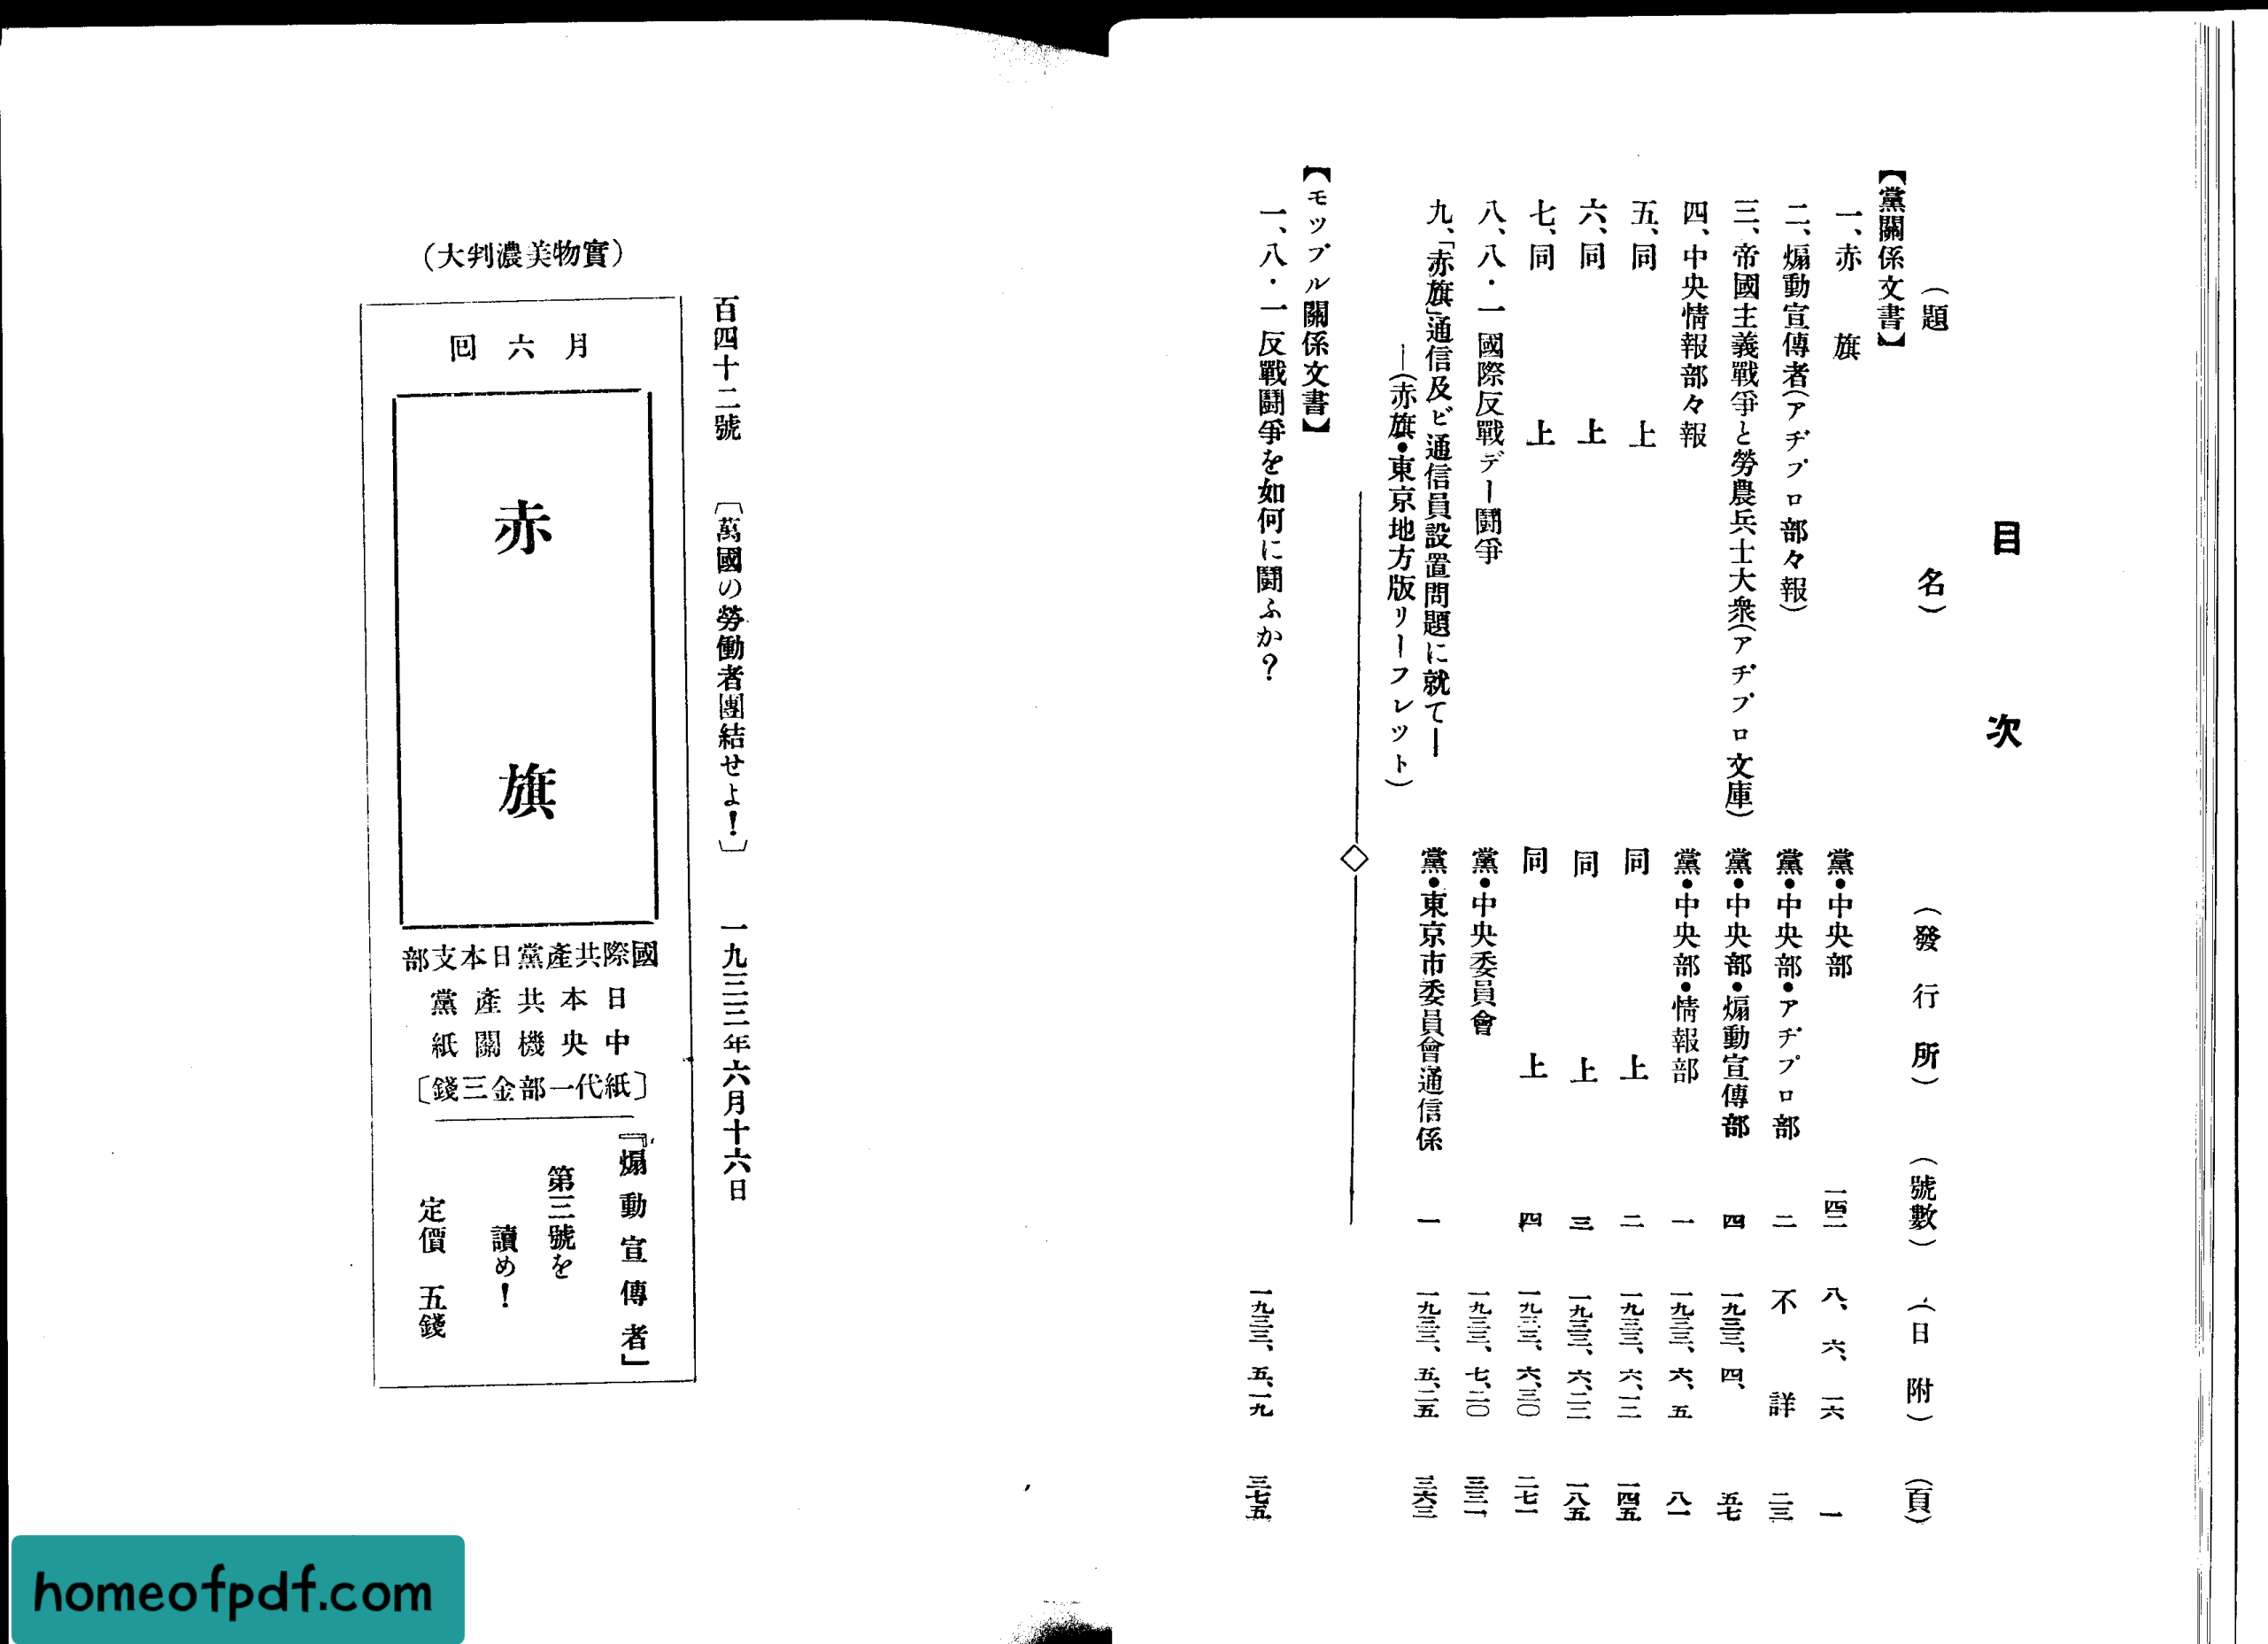 目次
(題名) (發行所) (號數) (日附) (頁)
【黨關係文書】
一、赤旗 黨・中央部 一四二 八、六、一六 一
二、煽動宣傳者(アヂプロ部々報) 黨・中央部・アヂプロ部 二 不詳 二三
三、帝國主義戰爭と勞農兵士大衆(アヂプロ文庫) 黨・中央部・煽動宣傳部 四 一九三三、四、 五七
四、中央情報部々報 黨・中央部・情報部 一 一九三三、六、五 八一
五、同上 同上 二 一九三三、六、一二 一四五
六、同上 同上 三 一九三三、六、二三 一八五
七、同上 同上 四 一九三三、六、三〇 二七一
八、八・一國際反戰デー鬪爭 黨・中央委員會 一九三三、七、二〇 三三一
九、「赤旗」通信及ビ通信員設置問題に就て―
―(赤旗・東京地方版リーフレット) 黨・東京市委員會通信係 一 一九三三、五、二五 三六三
【モツプル關係文書】
一、八・一反戰鬪爭を如何に鬪ふか? 一九三三、五、一九 三七五
(實物美濃判大)
百四十二號 〔萬國の勞働者團結せよ!〕 一九三三年六月十六日
月六回
赤旗
國際共產黨日本支部
日本共產黨
中央機關紙
〔紙代一部金三錢〕
『煽動宣傳者』
第三號を
讀め!
定價 五錢
homeofpdf.com